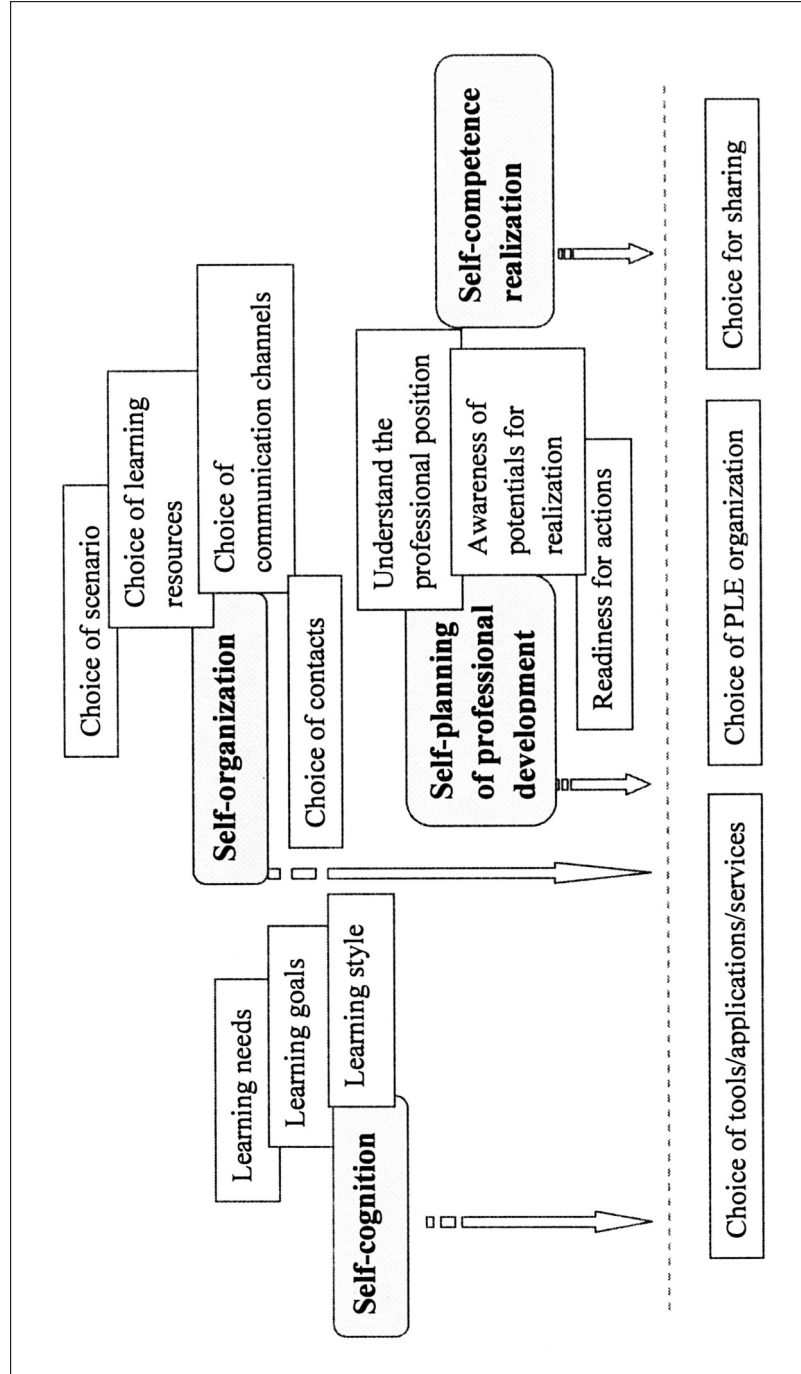 Learning needs
Learning goals
Learning style
Self-cognition
Choice of scenario
Choice of learning
resources
Choice of
communication channels
Self-organization
Choice of contacts
Understand the
professional position
Awareness of
potentials for
realization
Self-planning
of professional
development
Readiness for actions
Self-competence
realization
Choice of tools/applications/services
Choice of PLE organization
Choice for sharing